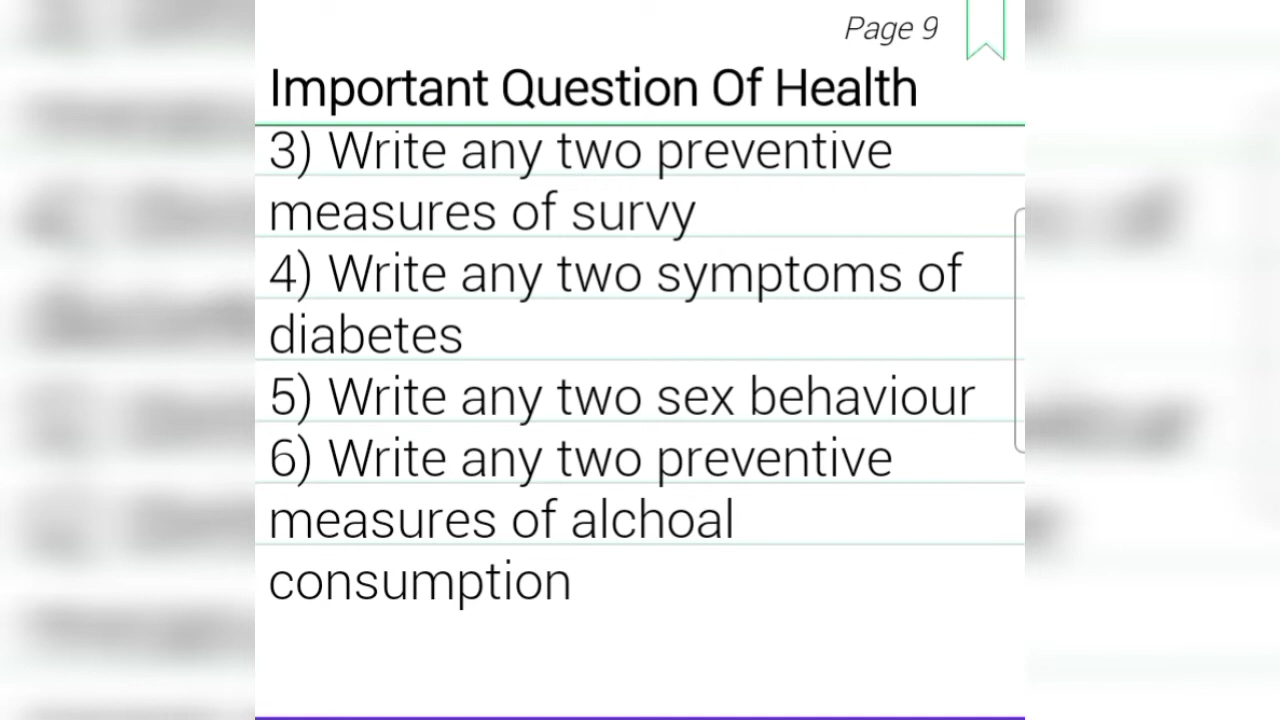 Page 9
Important Question Of Health
3) Write any two preventive
measures of survy
4) Write any two symptoms of
diabetes
5) Write any two sex behaviour
6) Write any two preventive
measures of alchoal
consumption